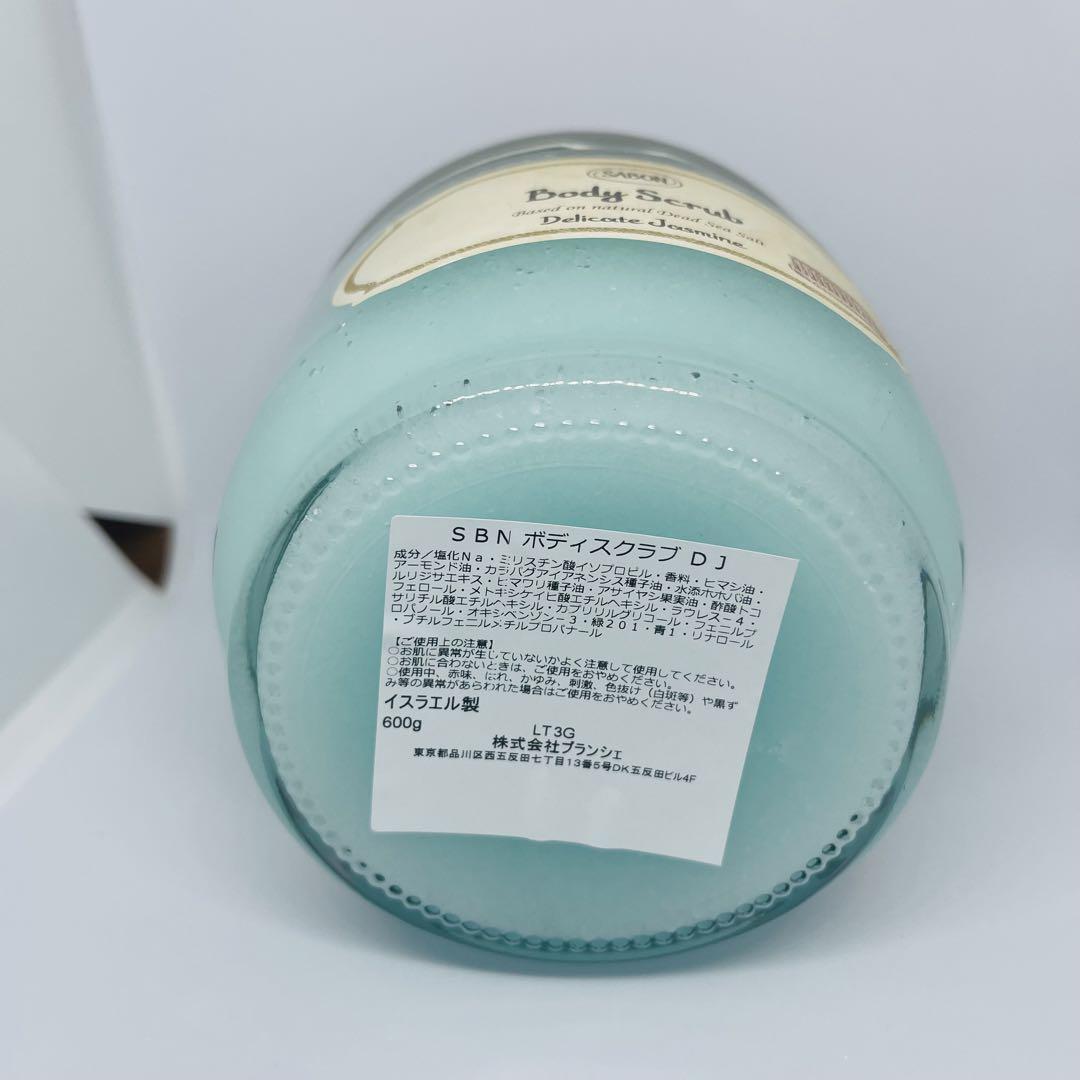 SABON
Body Scrub
Based on natural Dead Sea Salt
Delicate Jasmine
SBN ボディスクラブ DJ
成分／塩化Na・ミリスチン酸イソプロピル・香料・ヒマシ油・
アーモンド油・カラパグアイアネンシス種子油・水添ホホバ油・
ルリジサエキス・ヒマワリ種子油・アサイヤシ果実油・酢酸トコ
フェロール・メトキシケイヒ酸エチルヘキシル・ラウレス－4・
サリチル酸エチルヘキシル・カプリリルグリコール・フェニルプ
ロパノール・オキシベンゾン－3・緑201・青1・リナロール
・ブチルフェニルメチルプロパナール
【ご使用上の注意】
○お肌に異常が生じていないかよく注意して使用してください。
○お肌に合わないときは、ご使用をおやめください。
○使用中、赤味、はれ、かゆみ、刺激、色抜け（白斑等）や黒ず
み等の異常があらわれた場合はご使用をおやめください。
イスラエル製
600g
LT3G
株式会社ブランシェ
東京都品川区西五反田七丁目13番5号DK五反田ビル4F